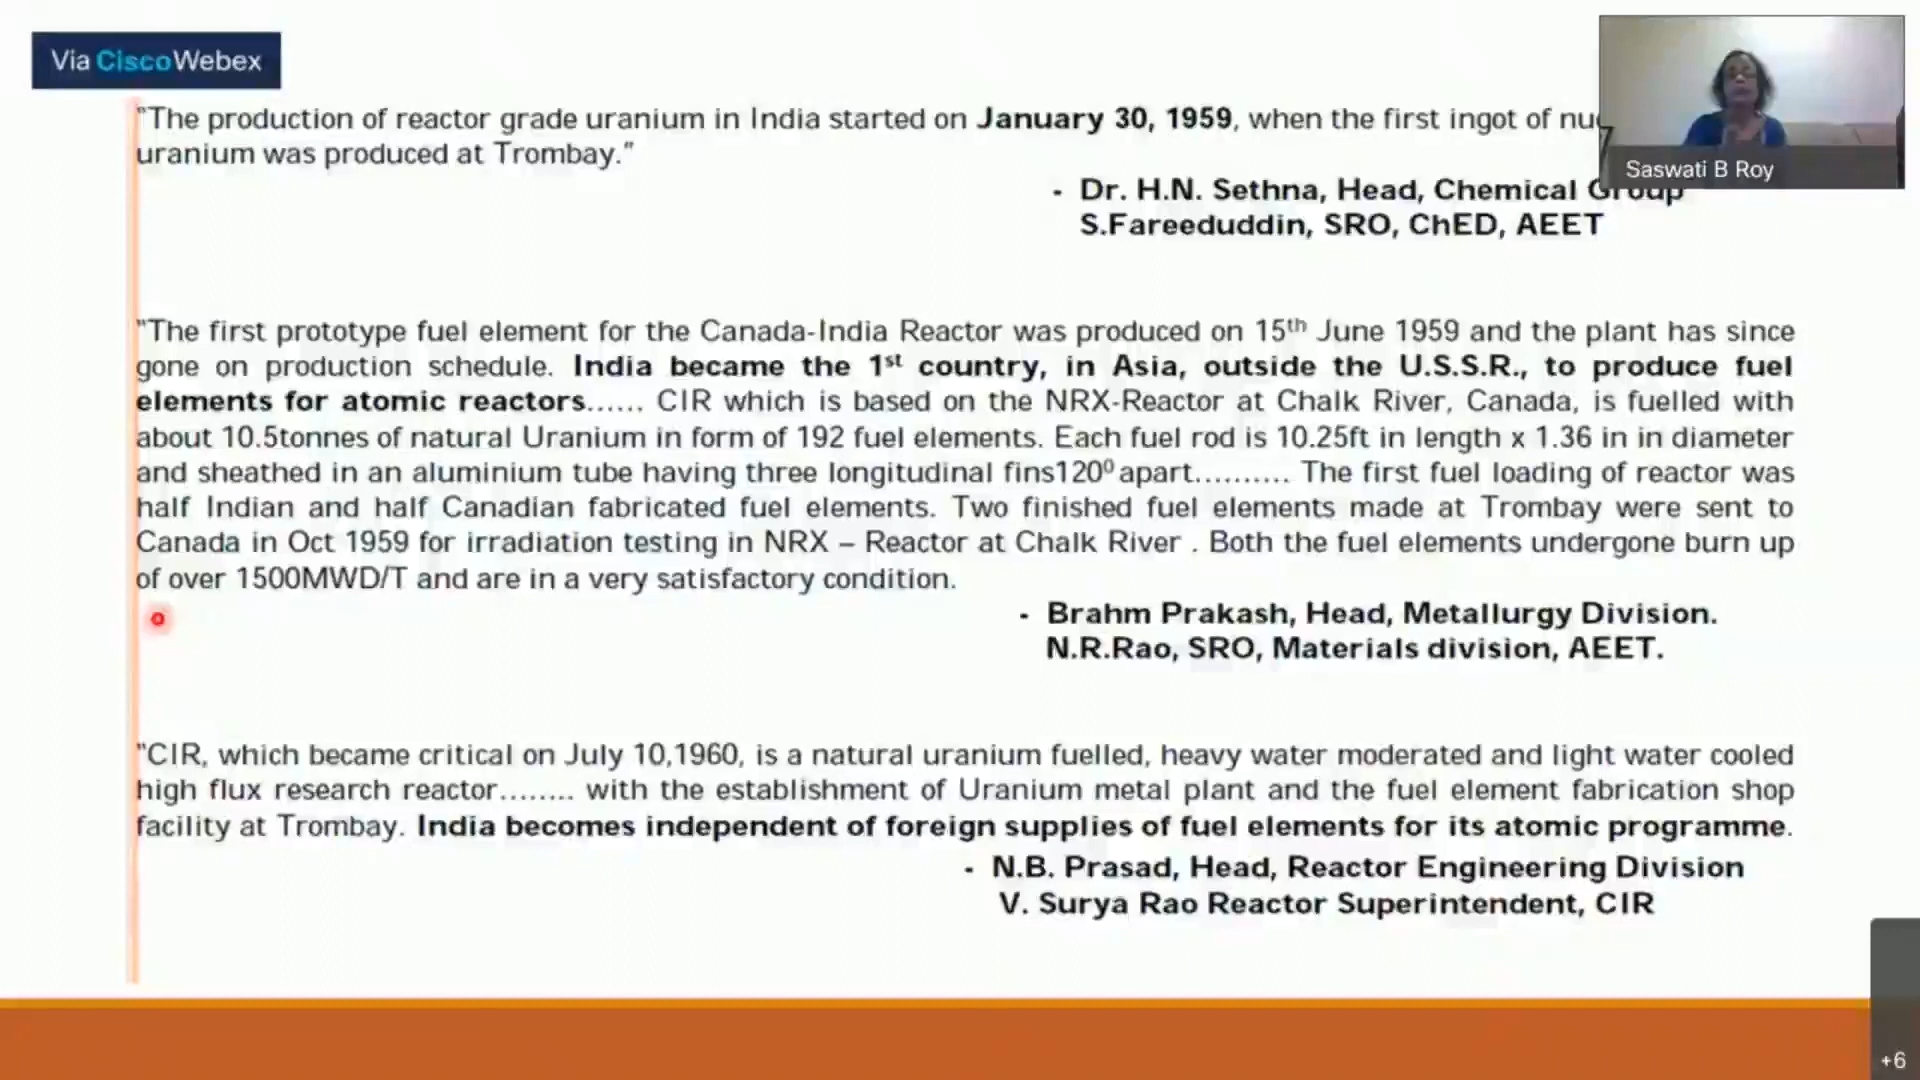 Via CiscoWebex
"The production of reactor grade uranium in India started on January 30, 1959, when the first ingot of
uranium was produced at Trombay."
Saswati B Roy
- Dr. H.N. Sethna, Head, Chemical Group
S.Fareeduddin, SRO, ChED, AEET
"The first prototype fuel element for the Canada-India Reactor was produced on 15th June 1959 and the plant has since
gone on production schedule. India became the 1st country, in Asia, outside the U.S.S.R., to produce fuel
elements for atomic reactors...... CIR which is based on the NRX-Reactor at Chalk River, Canada, is fuelled with
about 10.5tonnes of natural Uranium in form of 192 fuel elements. Each fuel rod is 10.25ft in length x 1.36 in in diameter
and sheathed in an aluminium tube having three longitudinal fins120⁰ apart.......... The first fuel loading of reactor was
half Indian and half Canadian fabricated fuel elements. Two finished fuel elements made at Trombay were sent to
Canada in Oct 1959 for irradiation testing in NRX – Reactor at Chalk River . Both the fuel elements undergone burn up
of over 1500MWD/T and are in a very satisfactory condition.
- Brahm Prakash, Head, Metallurgy Division.
N.R.Rao, SRO, Materials division, AEET.
"CIR, which became critical on July 10,1960, is a natural uranium fuelled, heavy water moderated and light water cooled
high flux research reactor........ with the establishment of Uranium metal plant and the fuel element fabrication shop
facility at Trombay. India becomes independent of foreign supplies of fuel elements for its atomic programme.
- N.B. Prasad, Head, Reactor Engineering Division
V. Surya Rao Reactor Superintendent, CIR
+6